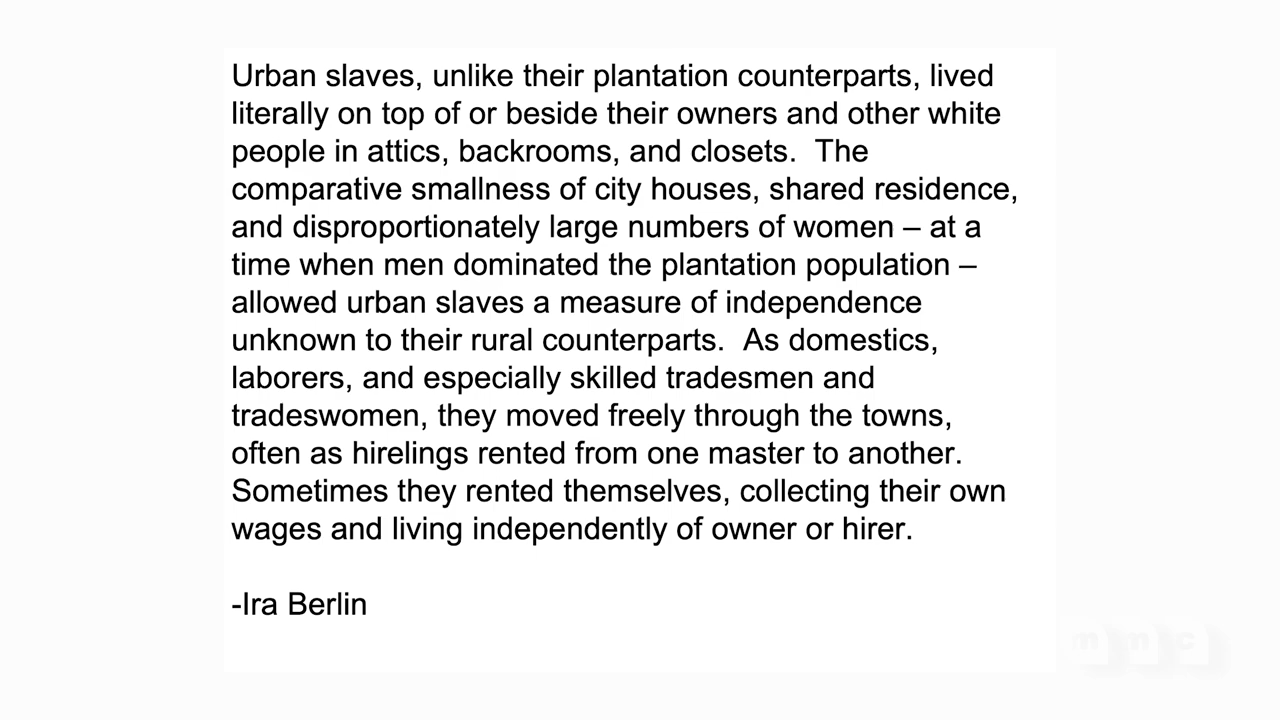 Urban slaves, unlike their plantation counterparts, lived
literally on top of or beside their owners and other white
people in attics, backrooms, and closets.  The
comparative smallness of city houses, shared residence,
and disproportionately large numbers of women – at a
time when men dominated the plantation population –
allowed urban slaves a measure of independence
unknown to their rural counterparts.  As domestics,
laborers, and especially skilled tradesmen and
tradeswomen, they moved freely through the towns,
often as hirelings rented from one master to another.
Sometimes they rented themselves, collecting their own
wages and living independently of owner or hirer.
-Ira Berlin
mmc